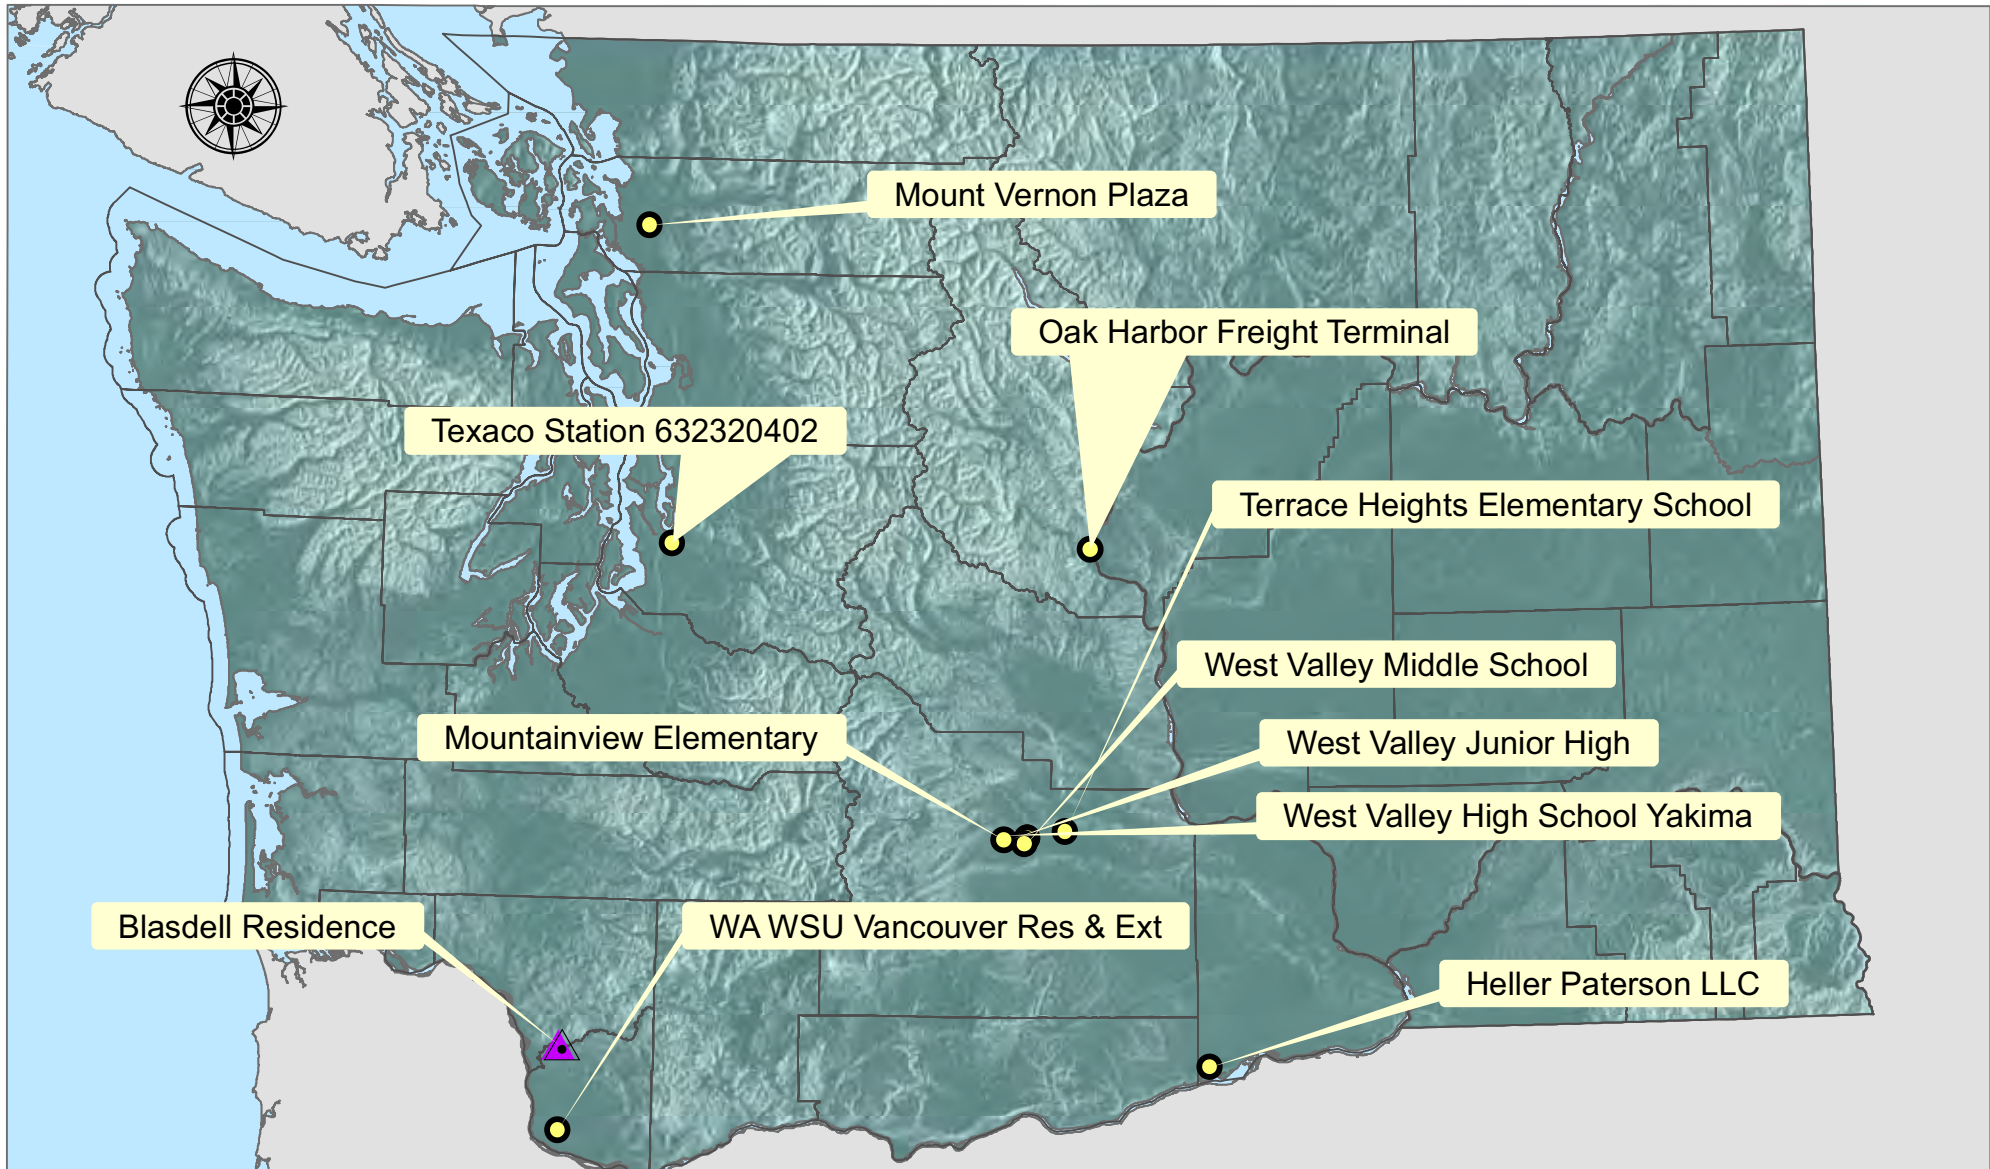 Mount Vernon Plaza
Oak Harbor Freight Terminal
Texaco Station 632320402
Terrace Heights Elementary School
West Valley Middle School
Mountainview Elementary
West Valley Junior High
West Valley High School Yakima
Blasdell Residence
WA WSU Vancouver Res & Ext
Heller Paterson LLC